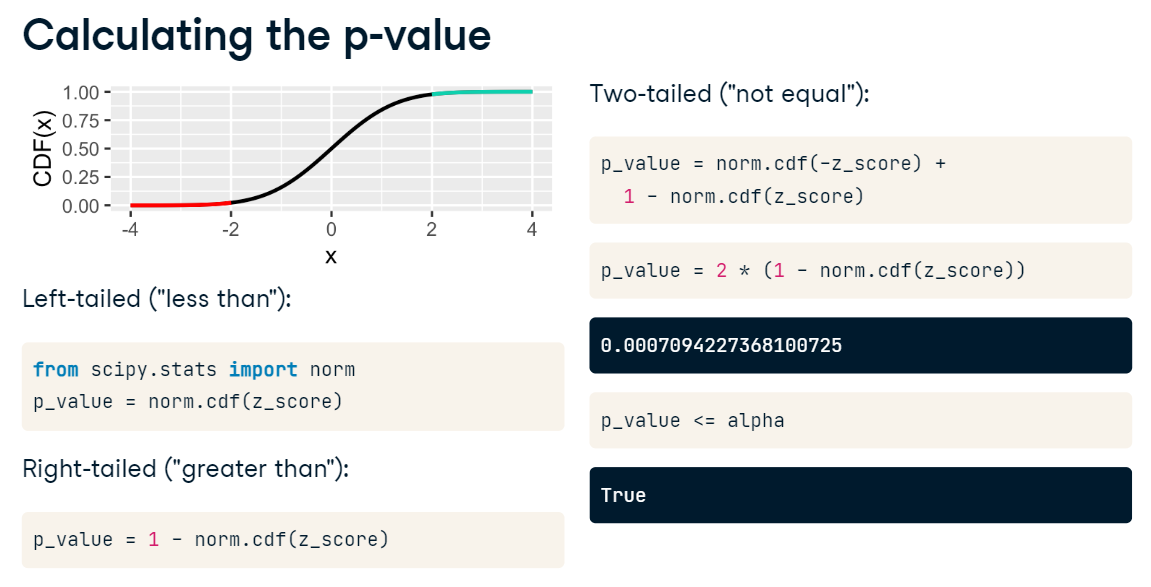 Calculating the p-value
1.00
0.75
0.50
0.25
0.00
CDF(x)
-4 -2 0 2 4
x
Left-tailed ("less than"):
from scipy.stats import norm
p_value = norm.cdf(z_score)
Right-tailed ("greater than"):
p_value = 1 - norm.cdf(z_score)
Two-tailed ("not equal"):
p_value = norm.cdf(-z_score) +
1 - norm.cdf(z_score)
p_value = 2 * (1 - norm.cdf(z_score))
0.0007094227368100725
p_value <= alpha
True